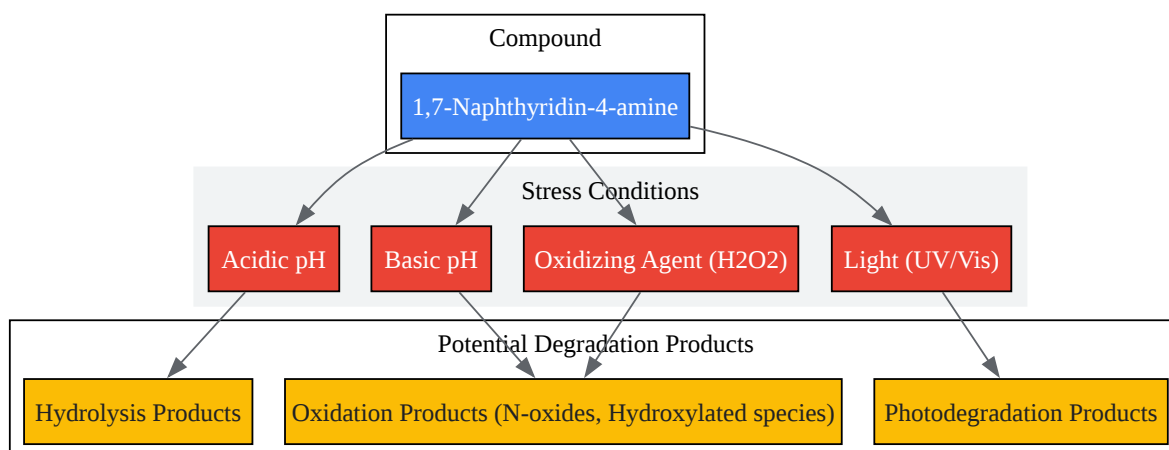 Compound
1,7-Naphthyridin-4-amine
Stress Conditions
Acidic pH
Basic pH
Oxidizing Agent (H2O2)
Light (UV/Vis)
Potential Degradation Products
Hydrolysis Products
Oxidation Products (N-oxides, Hydroxylated species)
Photodegradation Products